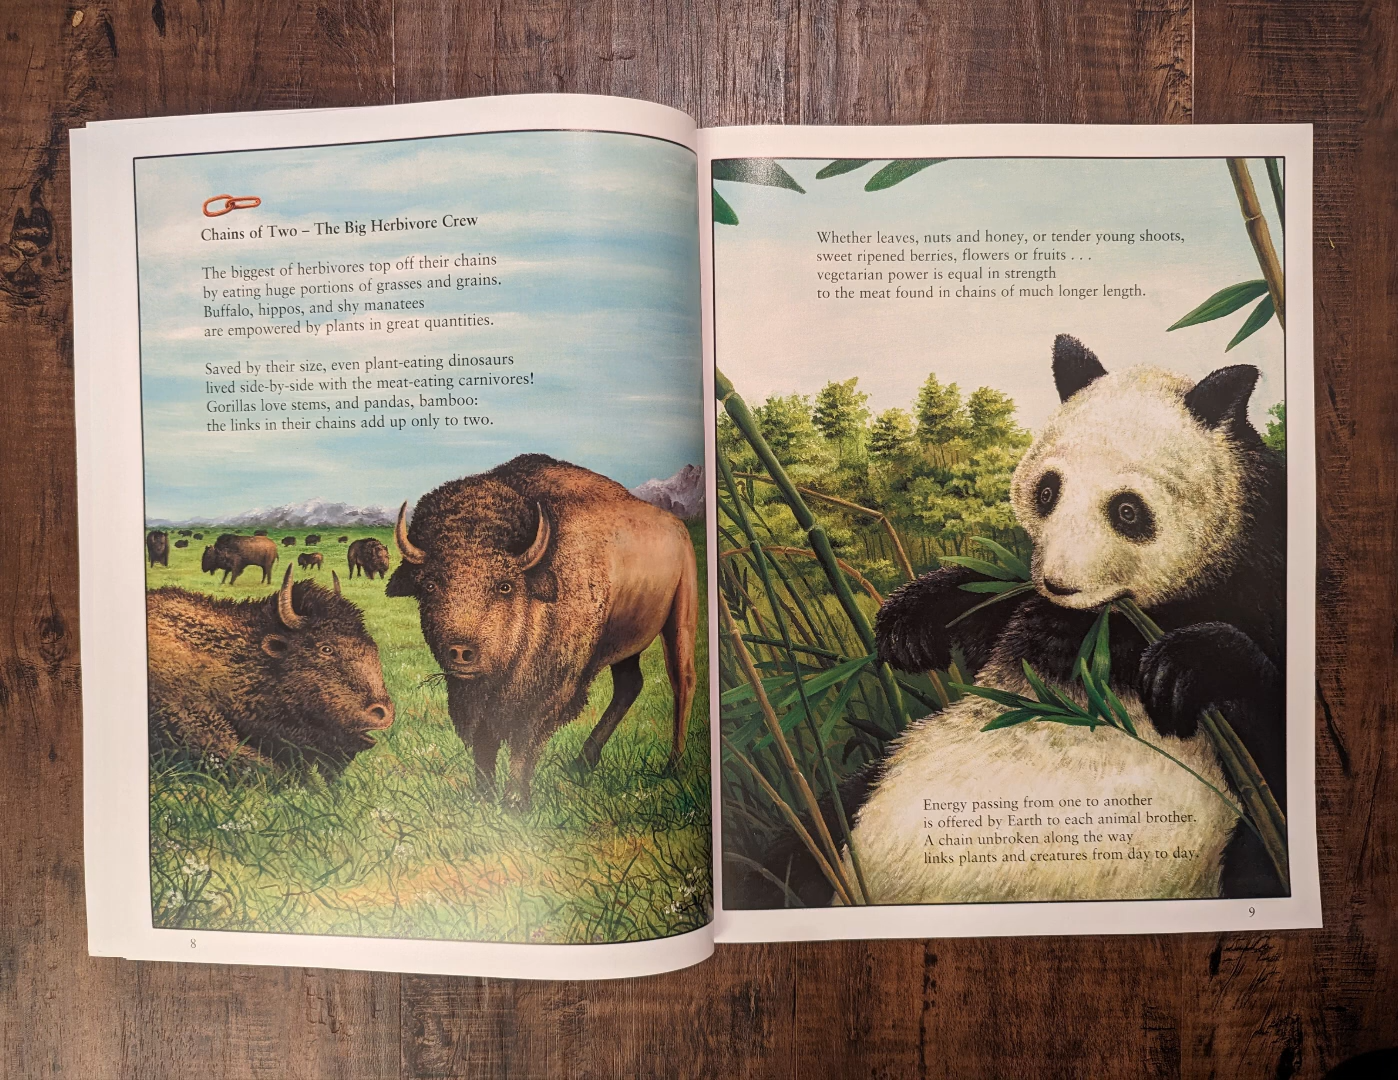 Chains of Two – The Big Herbivore Crew
The biggest of herbivores top off their chains
by eating huge portions of grasses and grains.
Buffalo, hippos, and shy manatees
are empowered by plants in great quantities.
Saved by their size, even plant-eating dinosaurs
lived side-by-side with the meat-eating carnivores!
Gorillas love stems, and pandas, bamboo:
the links in their chains add up only to two.
8
Whether leaves, nuts and honey, or tender young shoots,
sweet ripened berries, flowers or fruits . . .
vegetarian power is equal in strength
to the meat found in chains of much longer length.
Energy passing from one to another
is offered by Earth to each animal brother.
A chain unbroken along the way
links plants and creatures from day to day.
9